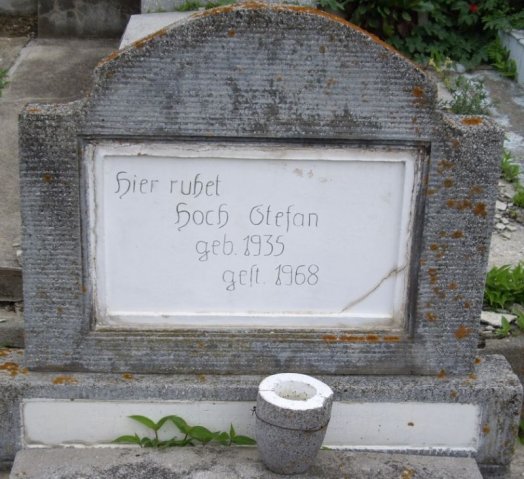 Hier ruhet
Hoch Stefan
geb. 1935
gest. 1968